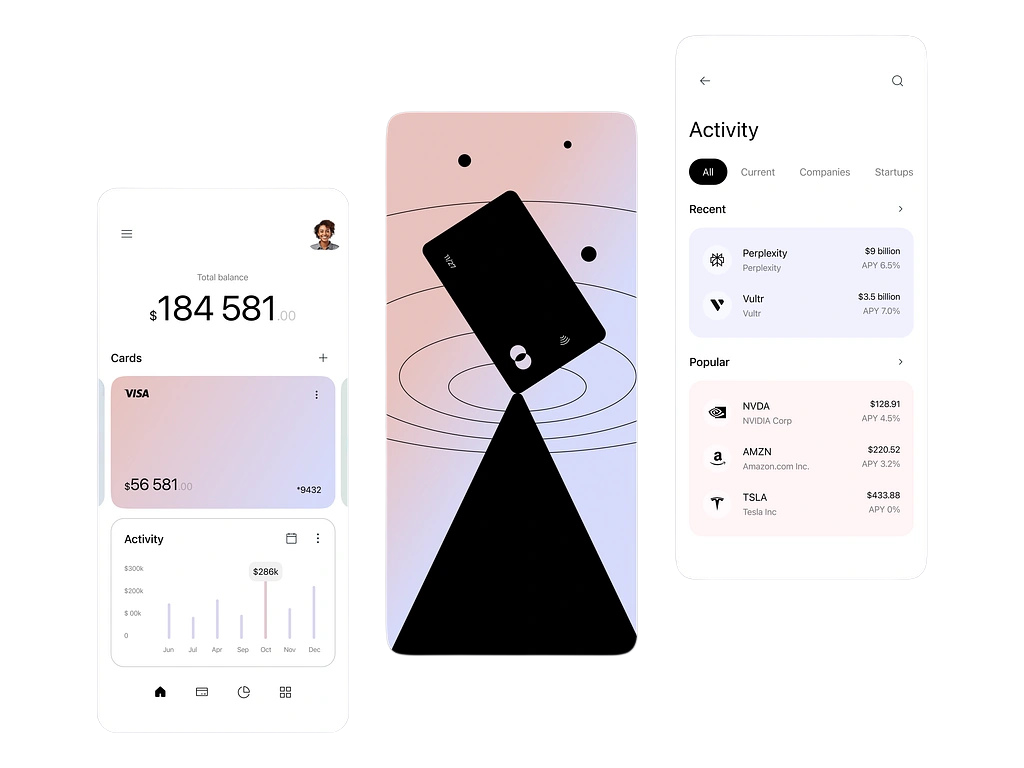 Total balance
$184 581.00
Cards
VISA
$56 581.00
*9432
Activity
$300k
$200k
$ 00k
0
$286k
Jun Jul Apr Sep Oct Nov Dec
11/27
Activity
All Current Companies Startups
Recent
Perplexity $9 billion
Perplexity APY 6.5%
Vultr $3.5 billion
Vultr APY 7.0%
Popular
NVDA $128.91
NVIDIA Corp APY 4.5%
a
AMZN $220.52
Amazon.com Inc. APY 3.2%
TSLA $433.88
Tesla Inc APY 0%